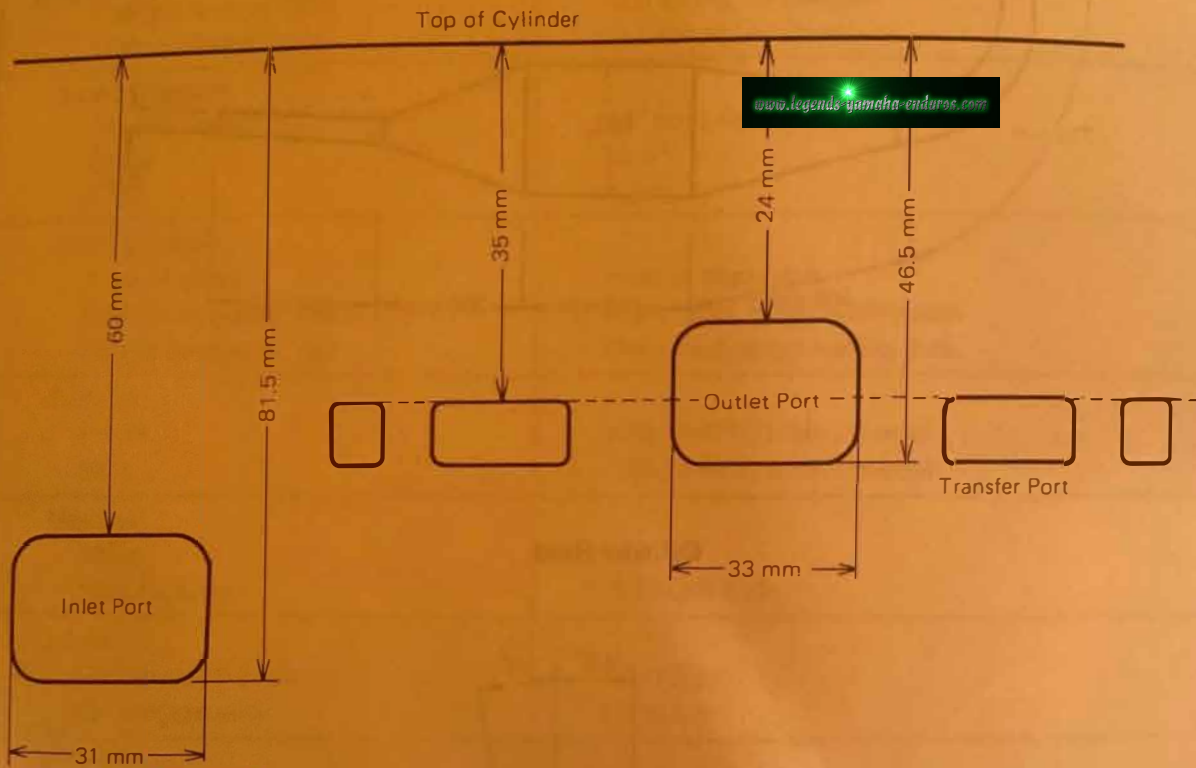 Top of Cylinder
www.legends-yamaha-enduros.com
60 mm
81.5 mm
35 mm
24 mm
46.5 mm
Outlet Port
Transfer Port
33 mm
Inlet Port
31 mm